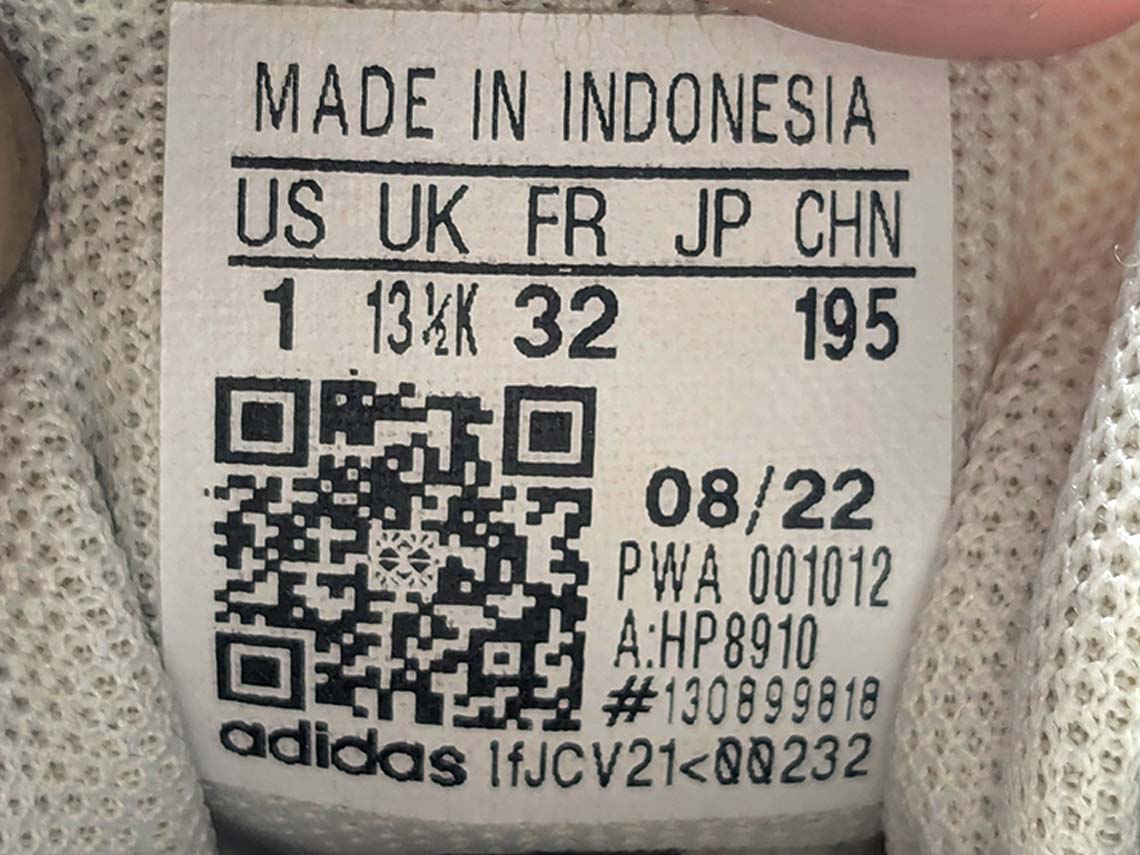 MADE IN INDONESIA
US UK FR JP CHN
1 13½K 32 195
08/22
PWA 001012
A:HP8910
#130899818
adidas 1fJCV21<00232